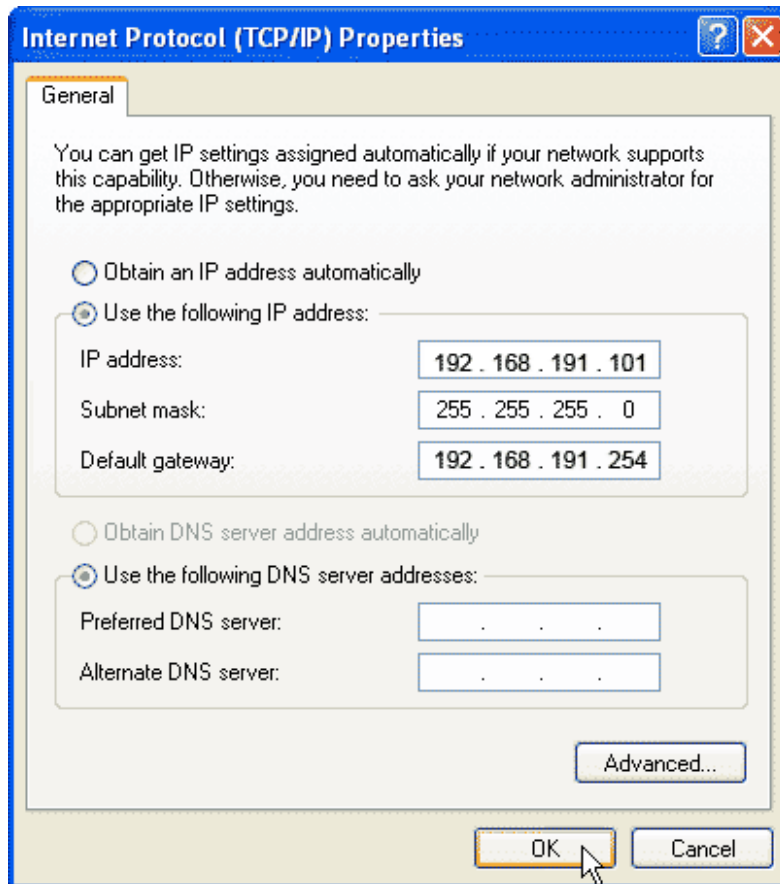 Internet Protocol (TCP/IP) Properties
General
You can get IP settings assigned automatically if your network supports
this capability. Otherwise, you need to ask your network administrator for
the appropriate IP settings.
Obtain an IP address automatically
Use the following IP address:
IP address: 192 . 168 . 191 . 101
Subnet mask: 255 . 255 . 255 . 0
Default gateway: 192 . 168 . 191 . 254
Obtain DNS server address automatically
Use the following DNS server addresses:
Preferred DNS server: . . .
Alternate DNS server: . . .
Advanced...
OK Cancel